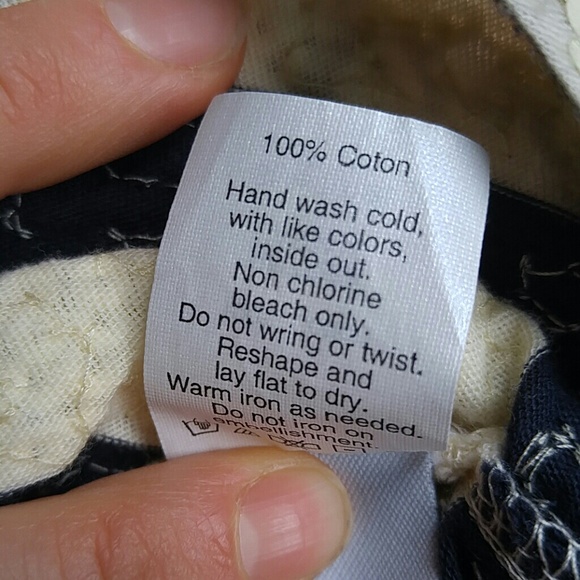 100% Coton
Hand wash cold,
with like colors,
inside out.
Non chlorine
bleach only.
Do not wring or twist.
Reshape and
lay flat to dry.
Warm iron as needed.
Do not iron on
embellishment.